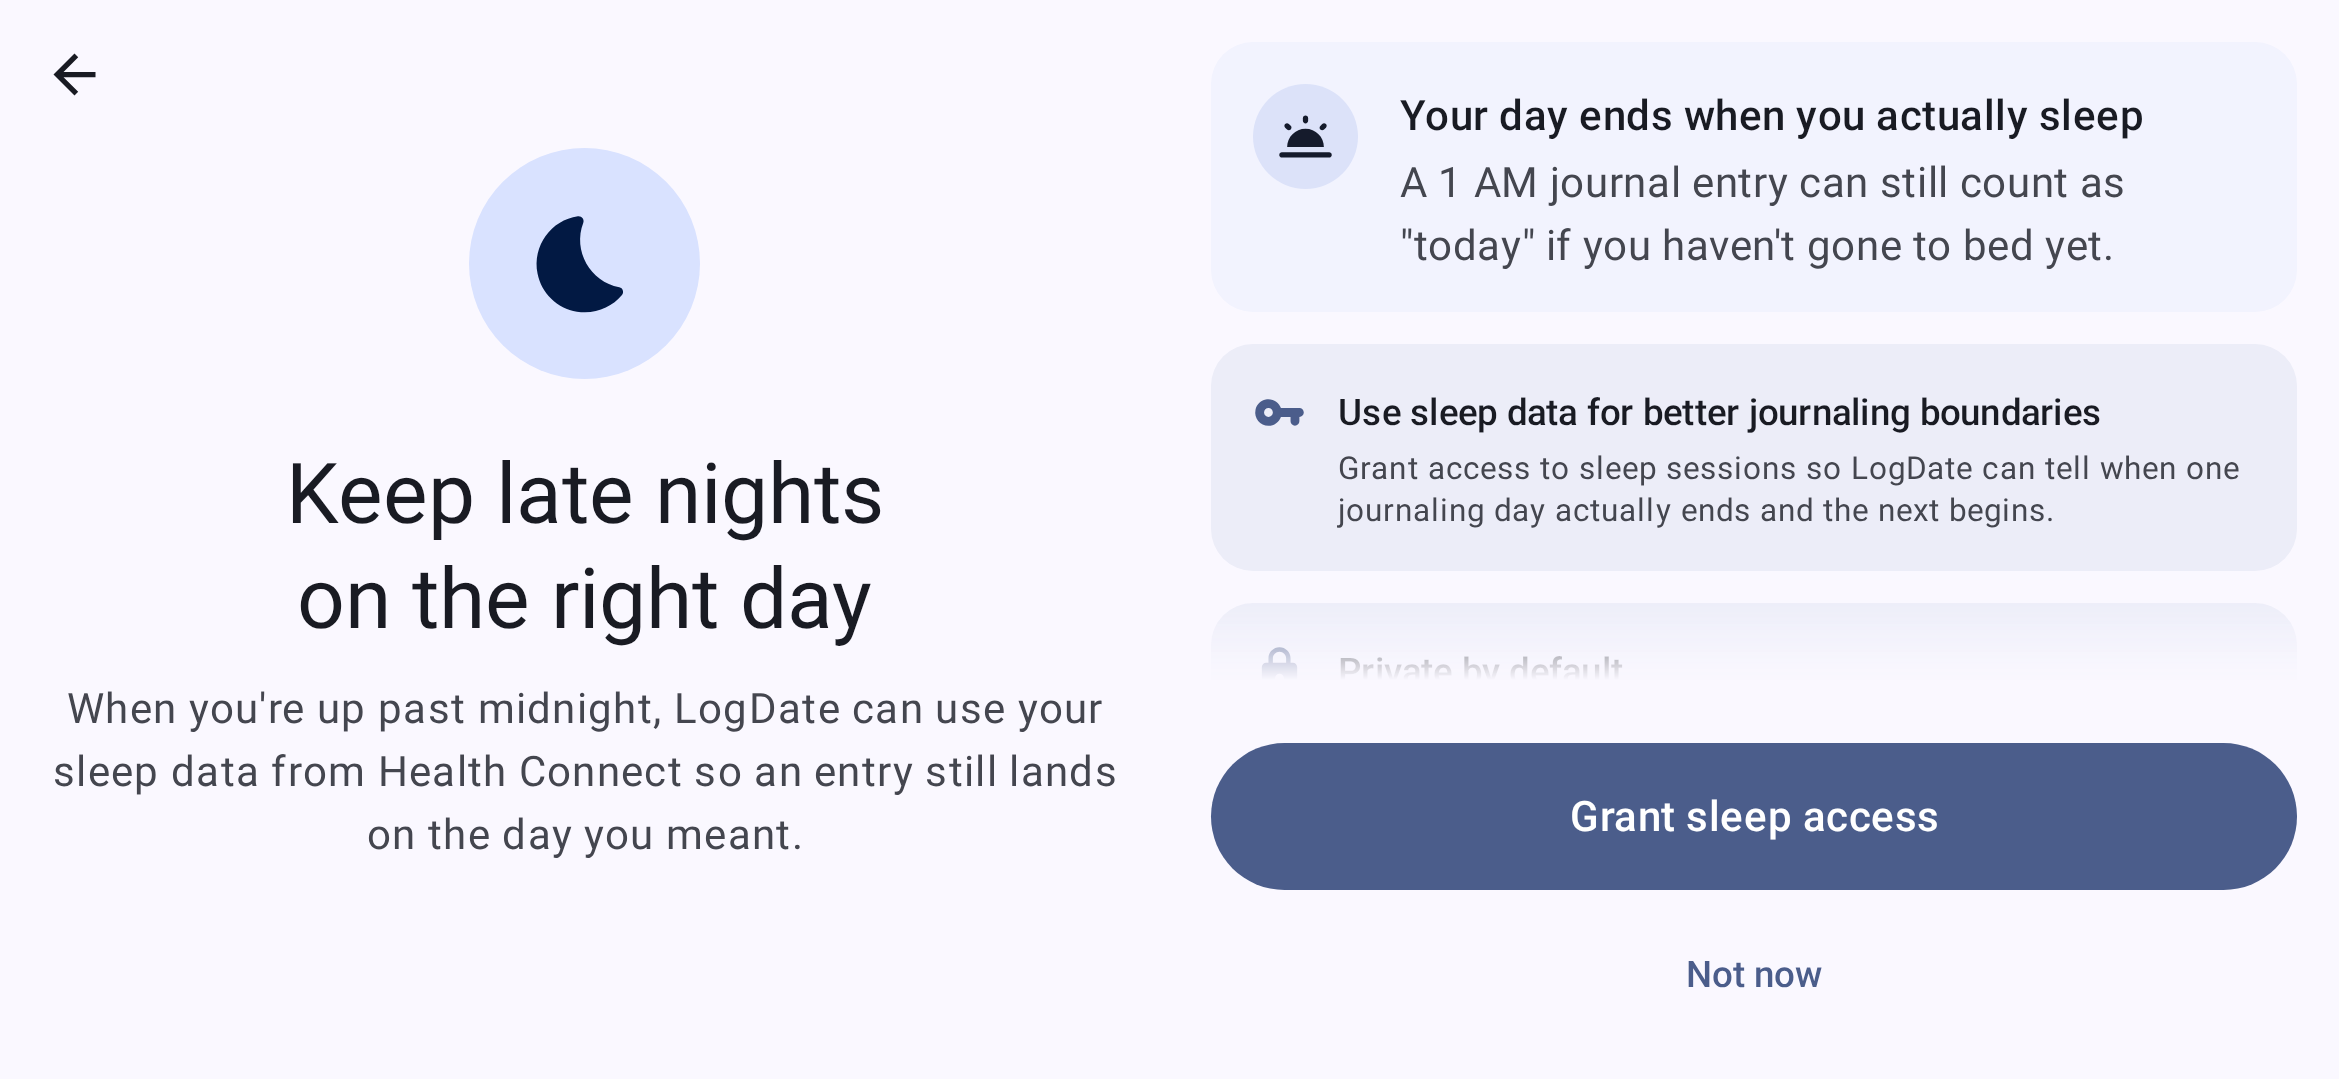 Keep late nights
on the right day
When you're up past midnight, LogDate can use your
sleep data from Health Connect so an entry still lands
on the day you meant.
Your day ends when you actually sleep
A 1 AM journal entry can still count as
"today" if you haven't gone to bed yet.
Use sleep data for better journaling boundaries
Grant access to sleep sessions so LogDate can tell when one
journaling day actually ends and the next begins.
Private by default
Grant sleep access
Not now